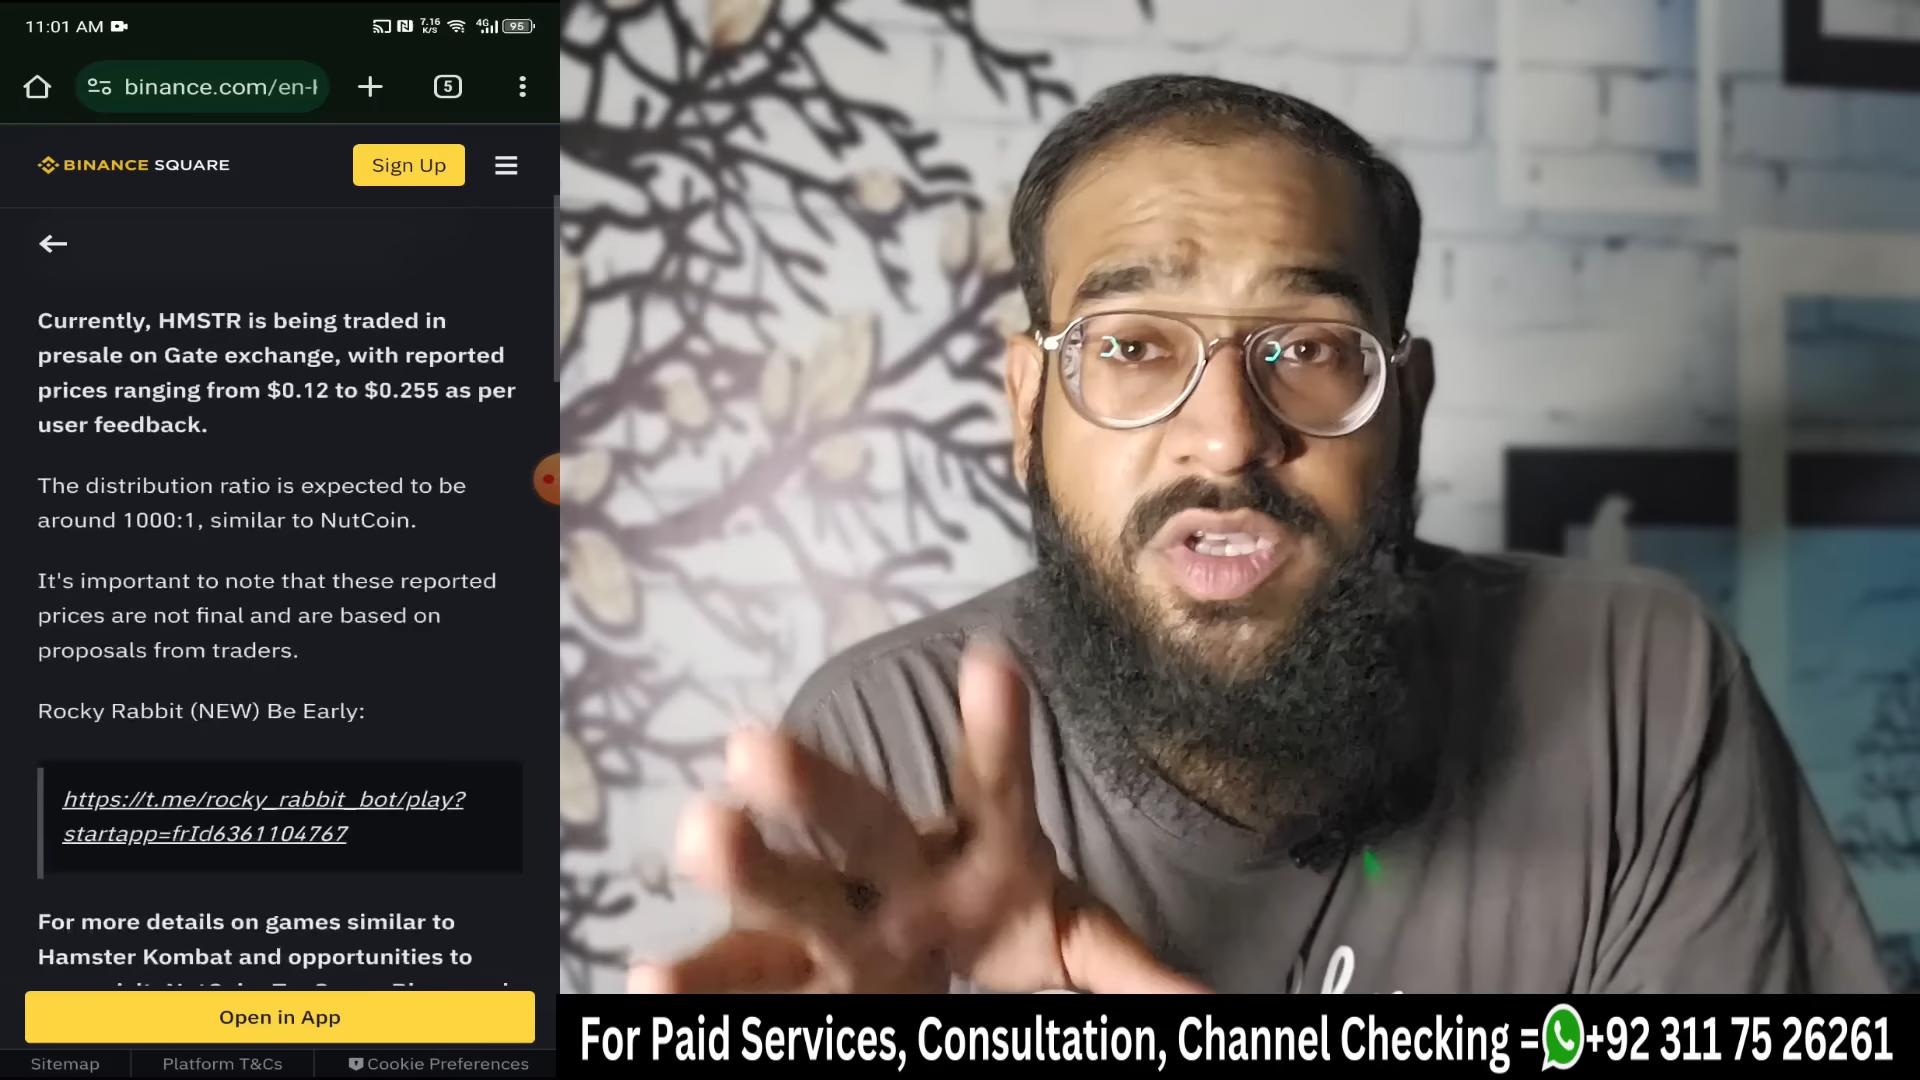 11:01 AM
7.16
K/S
4G
95
binance.com/en-
5
BINANCE SQUARE
Sign Up
Currently, HMSTR is being traded in
presale on Gate exchange, with reported
prices ranging from $0.12 to $0.255 as per
user feedback.
The distribution ratio is expected to be
around 1000:1, similar to NutCoin.
It's important to note that these reported
prices are not final and are based on
proposals from traders.
Rocky Rabbit (NEW) Be Early:
https://t.me/rocky_rabbit_bot/play?
startapp=frId6361104767
For more details on games similar to
Hamster Kombat and opportunities to
Open in App
Sitemap
Platform T&Cs
Cookie Preferences
For Paid Services, Consultation, Channel Checking = +92 311 75 26261